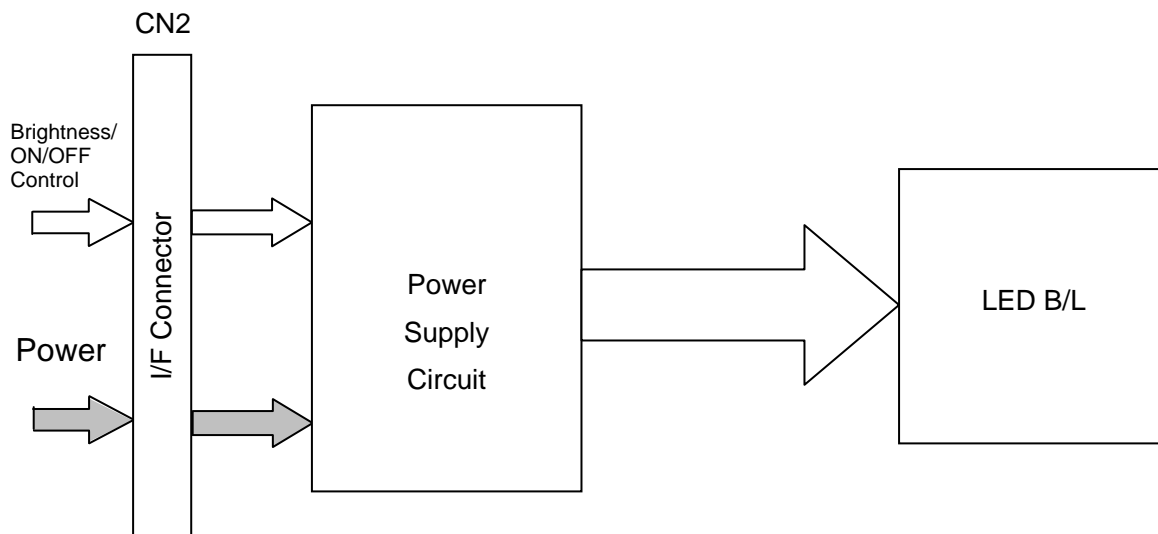 CN2
Brightness/
ON/OFF
Control
Power
I/F Connector
Power
Supply
Circuit
LED B/L